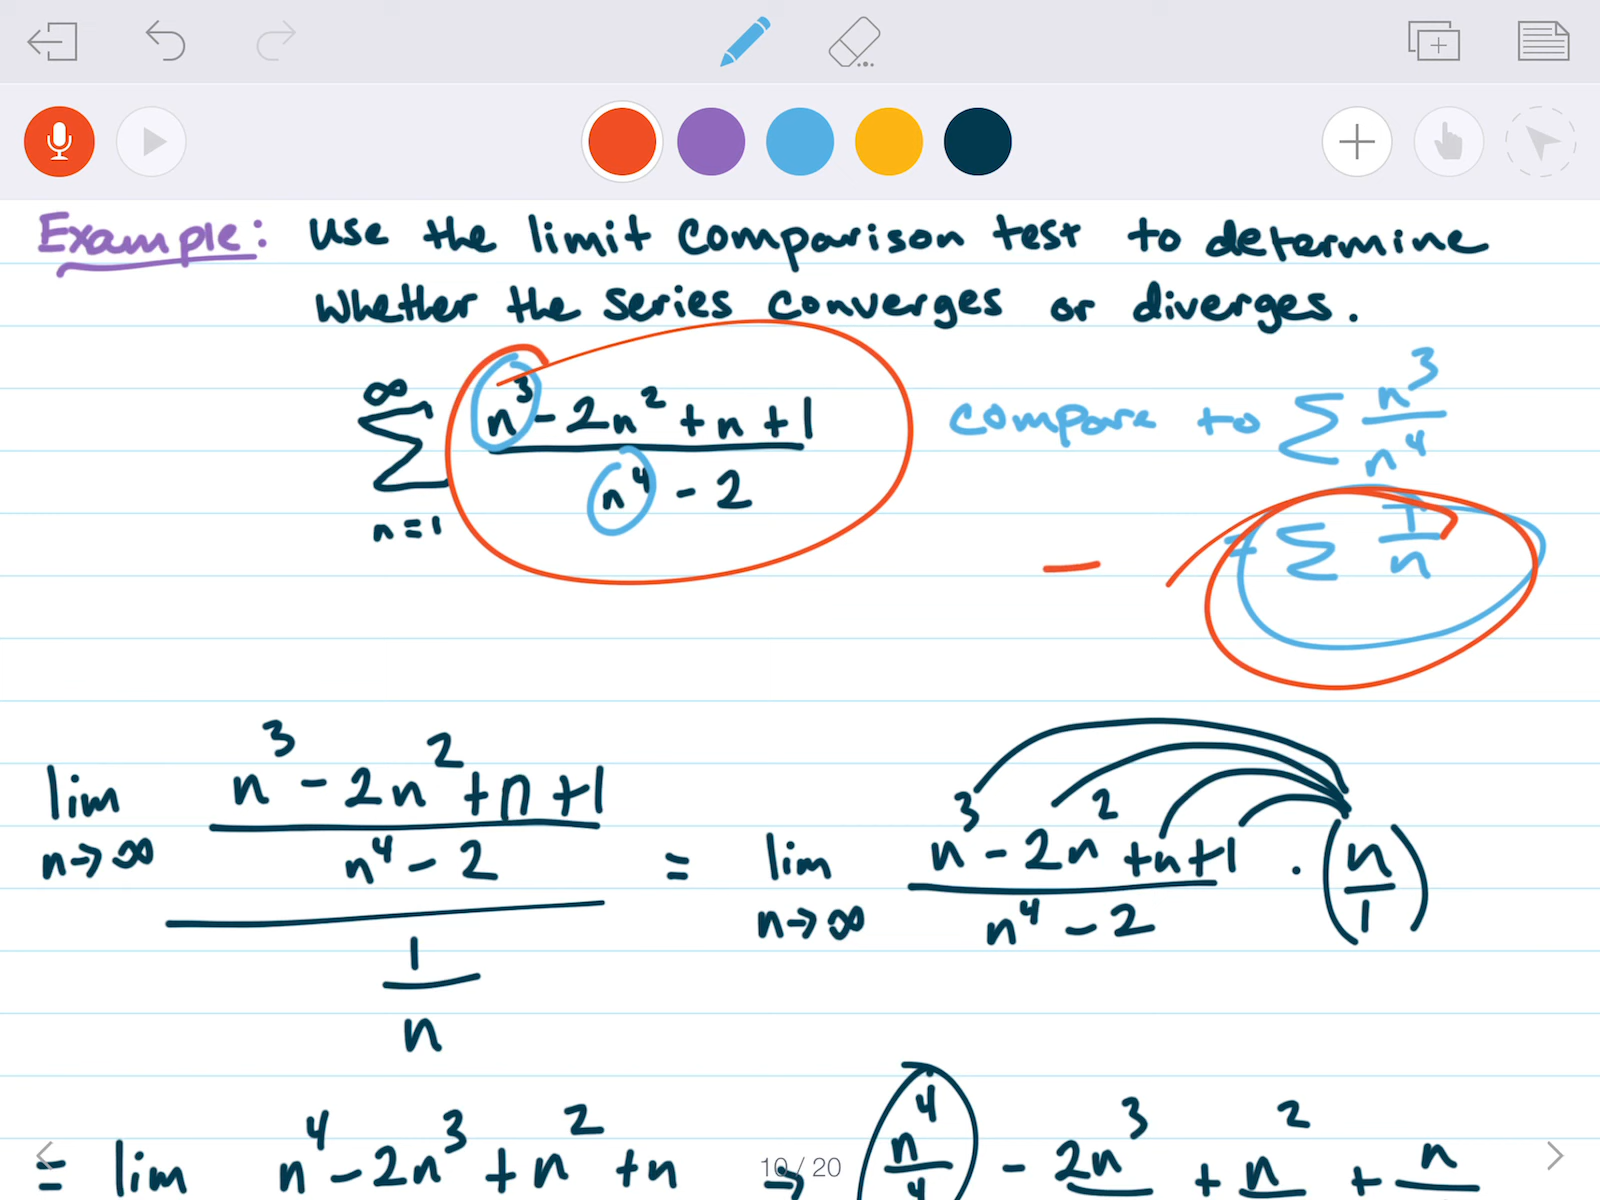 Example: Use the limit comparison test to determine
whether the series converges or diverges.
∞
∑ n³ - 2n² + n + 1 / n⁴ - 2 compare to ∑ n³ / n⁴
n = 1
= ∑ 1 / n
lim n→∞ (n³ - 2n² + n + 1 / n⁴ - 2) / (1 / n) = lim n→∞ n³ - 2n² + n + 1 / n⁴ - 2 · (n / 1)
= lim n⁴ - 2n³ + n² + n → n⁴ / 4 - 2n³ + n² + n
10 / 20